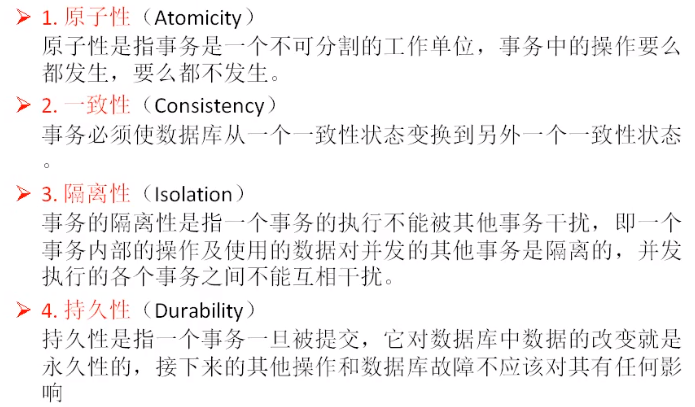 1. 原子性（Atomicity）
原子性是指事务是一个不可分割的工作单位，事务中的操作要么
都发生，要么都不发生。
2. 一致性（Consistency）
事务必须使数据库从一个一致性状态变换到另外一个一致性状态
。
3. 隔离性（Isolation）
事务的隔离性是指一个事务的执行不能被其他事务干扰，即一个
事务内部的操作及使用的数据对并发的其他事务是隔离的，并发
执行的各个事务之间不能互相干扰。
4. 持久性（Durability）
持久性是指一个事务一旦被提交，它对数据库中数据的改变就是
永久性的，接下来的其他操作和数据库故障不应该对其有任何影
响